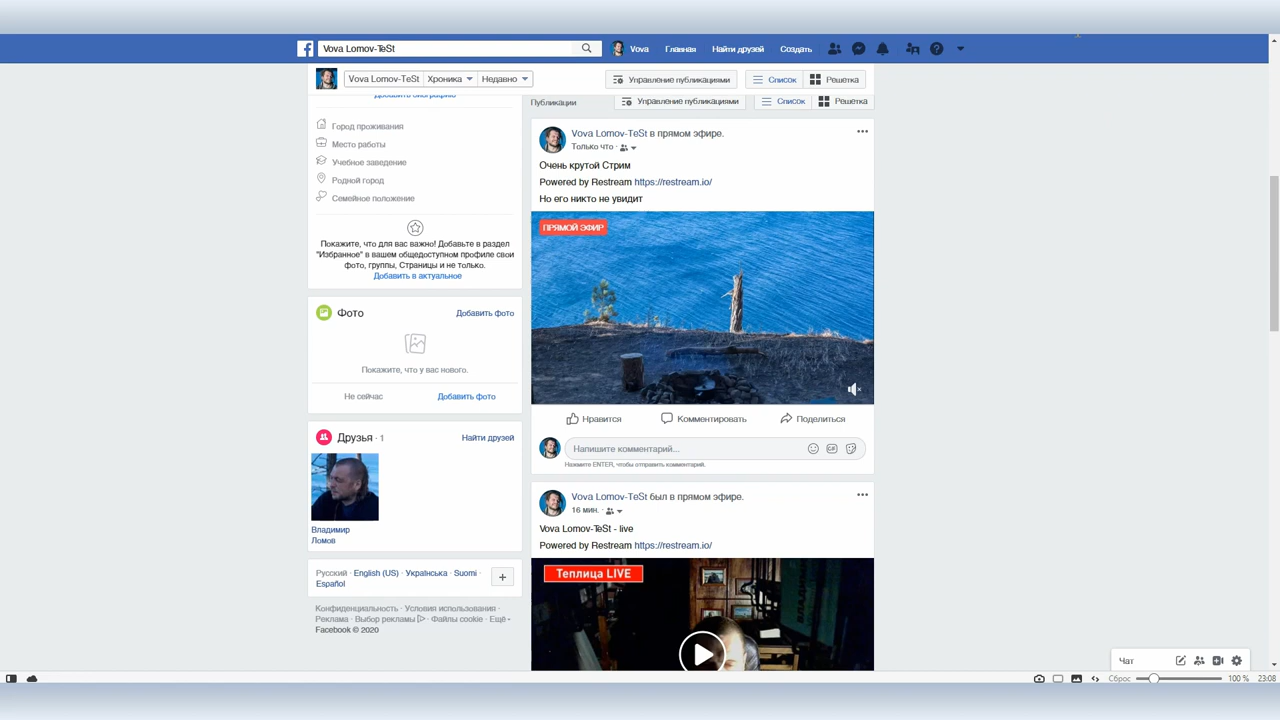 Vova Lomov-TeSt
Vova
Главная
Найти друзей
Создать
Vova Lomov-TeSt
Хроника
Недавно
Управление публикациями
Список
Решетка
Публикации
Управление публикациями
Список
Решетка
Город проживания
Место работы
Учебное заведение
Родной город
Семейное положение
Покажите, что для вас важно! Добавьте в раздел
"Избранное" в вашем общедоступном профиле свои
фото, группы, Страницы и не только.
Добавить в актуальное
Фото
Добавить фото
Покажите, что у вас нового.
Не сейчас
Добавить фото
Друзья · 1
Найти друзей
Владимир
Ломов
Русский · English (US) · Українська · Suomi ·
Español
Конфиденциальность · Условия использования ·
Реклама · Выбор рекламы · Файлы cookie · Ещё
Facebook © 2020
Vova Lomov-TeSt в прямом эфире.
Только что ·
Очень крутой Стрим
Powered by Restream https://restream.io/
Но его никто не увидит
ПРЯМОЙ ЭФИР
Нравится
Комментировать
Поделиться
Напишите комментарий...
GIF
Нажмите ENTER, чтобы отправить комментарий.
Vova Lomov-TeSt был в прямом эфире.
16 мин. ·
Vova Lomov-TeSt - live
Powered by Restream https://restream.io/
Теплица LIVE
Чат
Сброс
100 %
23:08